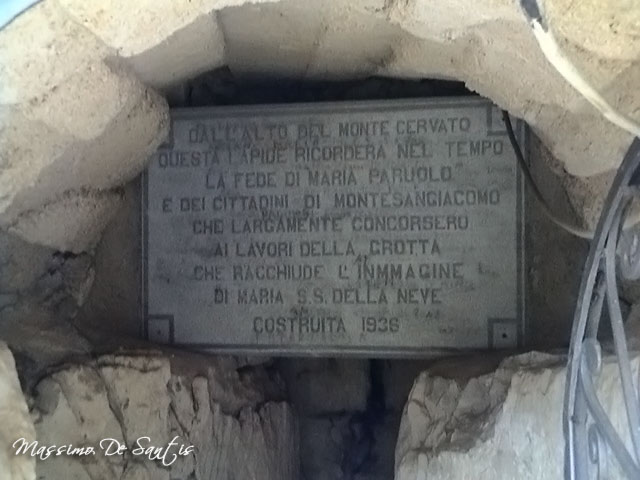 DALL'ALTO DEL MONTE CERVATO
QUESTA LAPIDE RICORDERA NEL TEMPO
LA FEDE DI MARIA PARUOLO
E DEI CITTADINI DI MONTESANGIACOMO
CHE LARGAMENTE CONCORSERO
AI LAVORI DELLA GROTTA
CHE RACCHIUDE L'INMMAGINE
DI MARIA S.S. DELLA NEVE
COSTRUITA 1936
Massimo De Santis